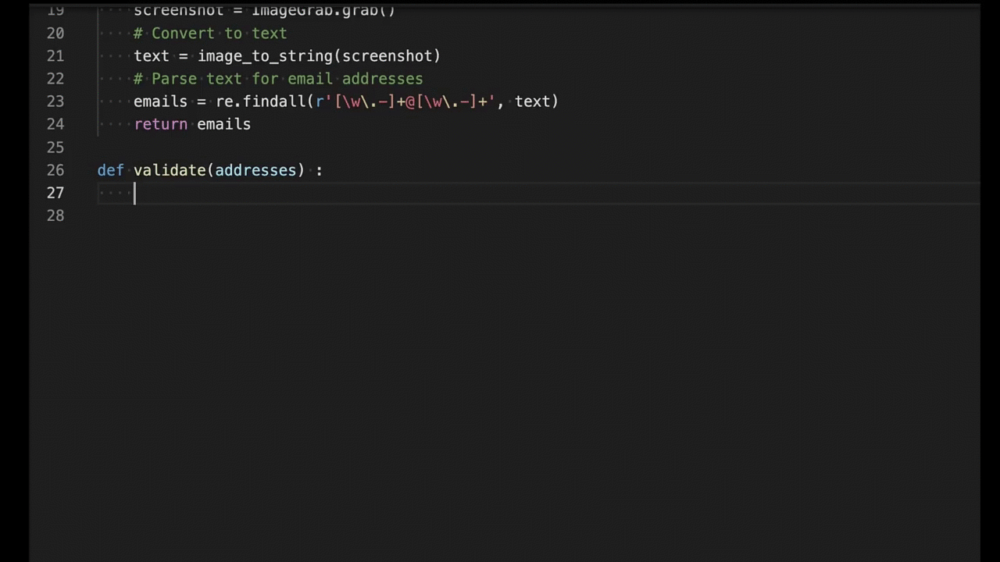 19 screenshot = ImageGrab.grab()
20 # Convert to text
21 text = image_to_string(screenshot)
22 # Parse text for email addresses
23 emails = re.findall(r'[\w\.-]+@[\w\.-]+', text)
24 return emails
25
26 def validate(addresses) :
27
28